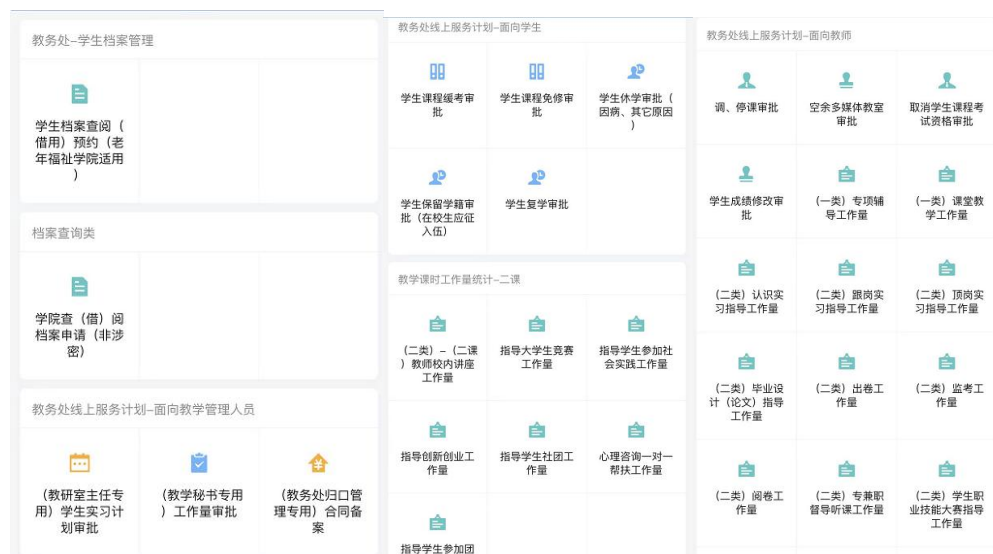 教务处-学生档案管理
学生档案查阅（
借用）预约（老
年福祉学院适用
）
档案查询类
学院查（借）阅
档案申请（非涉
密）
教务处线上服务计划-面向教学管理人员
（教研室主任专
用）学生实习计
划审批
（教学秘书专用
）工作量审批
（教务处归口管
理专用）合同备
案
教务处线上服务计划-面向学生
学生课程缓考审
批
学生课程免修审
批
学生休学审批（
因病、其它原因
）
学生保留学籍审
批（在校生应征
入伍）
学生复学审批
教学课时工作量统计-二课
（二类）-（二课
）教师校内讲座
工作量
指导大学生竞赛
工作量
指导学生参加社
会实践工作量
指导创新创业工
作量
指导学生社团工
作量
心理咨询一对一
帮扶工作量
指导学生参加团
教务处线上服务计划-面向教师
调、停课审批
空余多媒体教室
审批
取消学生课程考
试资格审批
学生成绩修改审
批
（一类）专项辅
导工作量
（一类）课堂教
学工作量
（二类）认识实
习指导工作量
（二类）跟岗实
习指导工作量
（二类）顶岗实
习指导工作量
（二类）毕业设
计（论文）指导
工作量
（二类）出卷工
作量
（二类）监考工
作量
（二类）阅卷工
作量
（二类）专兼职
督导听课工作量
（二类）学生职
业技能大赛指导
工作量